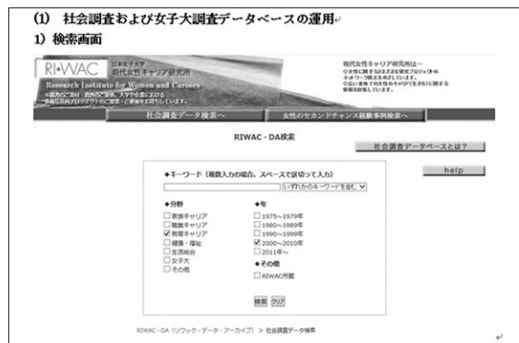 (1) 社会調査および女子大調査データベースの運用
1) 検索画面
RI•WAC
日本女子大学
現代女性キャリア研究所
Research Institute for Women and Careers
現代女性キャリア研究所は…
社会調査データ検索へ
女性のセカンドチャンス経験事例検索へ
RIWAC - DA検索
社会調査データベースとは？
help
◆キーワード（複数入力の場合、スペースで区切って入力）
いずれかのキーワードを含む
◆分野
家族キャリア
職業キャリア
教育キャリア
健康・福祉
生活総合
女子大
その他
◆年
1975～1979年
1980～1989年
1990～1999年
2000～2010年
2011年～
◆その他
RIWAC所蔵
検索 クリア
RIWAC - DA（リワック・データ・アーカイブ） > 社会調査データ検索